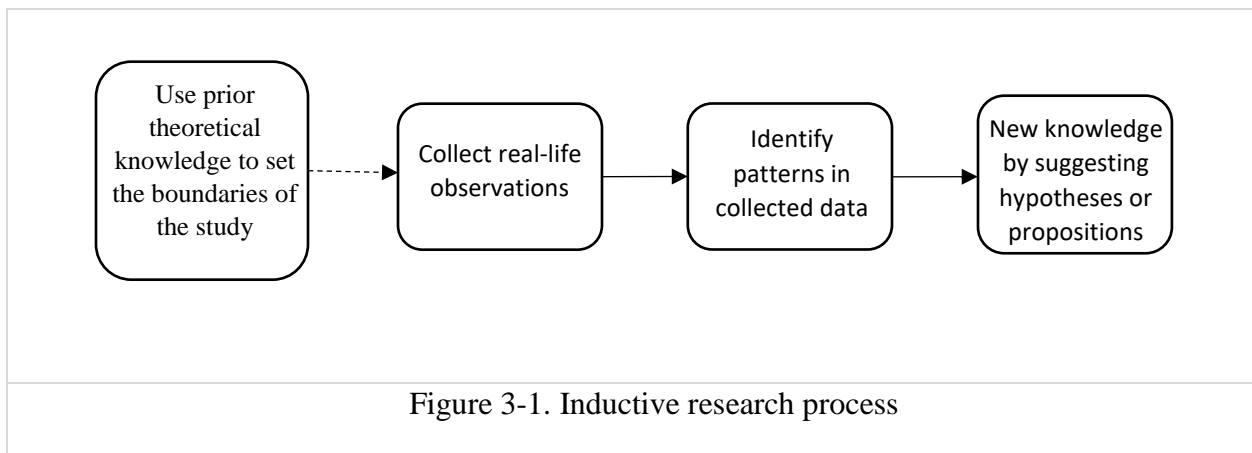 Use prior
theoretical
knowledge to set
the boundaries of
the study
Collect real-life
observations
Identify
patterns in
collected data
New knowledge
by suggesting
hypotheses or
propositions
Figure 3-1. Inductive research process